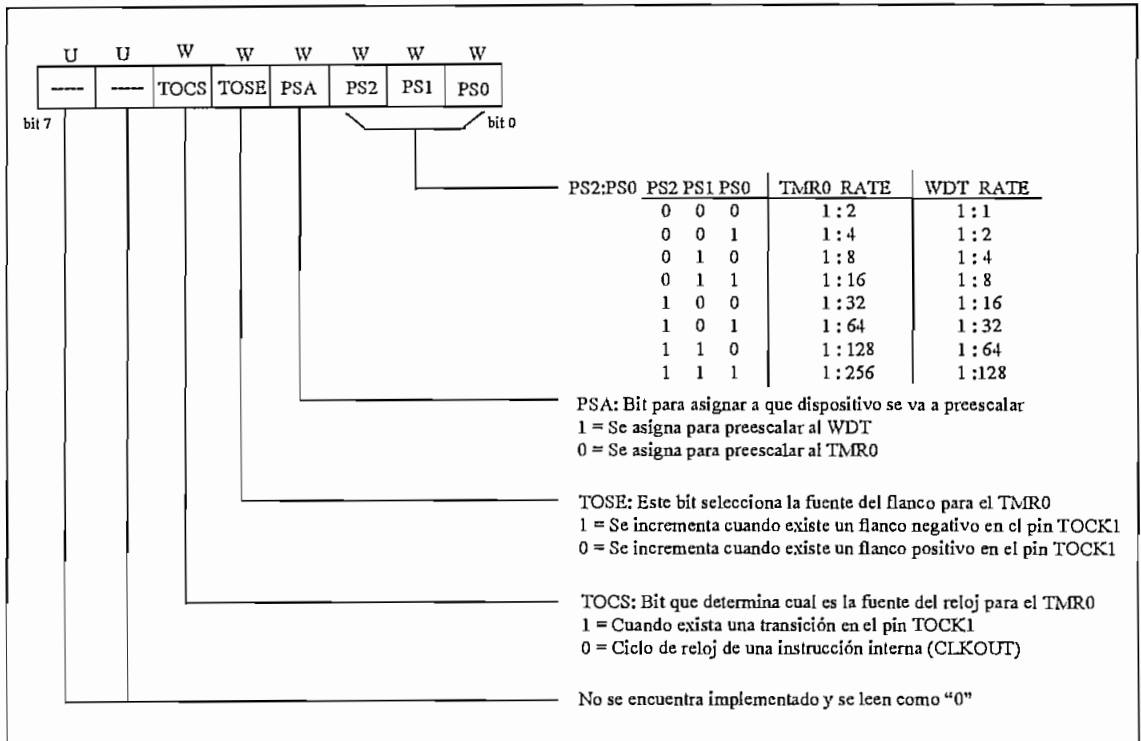 U U W W W W W W
----- ----- TOCS TOSE PSA PS2 PS1 PS0
bit 7 bit 0
PS2:PS0 PS2 PS1 PS0 TMR0 RATE WDT RATE
0 0 0 1 : 2 1 : 1
0 0 1 1 : 4 1 : 2
0 1 0 1 : 8 1 : 4
0 1 1 1 : 16 1 : 8
1 0 0 1 : 32 1 : 16
1 0 1 1 : 64 1 : 32
1 1 0 1 : 128 1 : 64
1 1 1 1 : 256 1 :128
PSA: Bit para asignar a que dispositivo se va a preescalar
1 = Se asigna para preescalar al WDT
0 = Se asigna para preescalar al TMR0
TOSE: Este bit selecciona la fuente del flanco para el TMR0
1 = Se incrementa cuando existe un flanco negativo en el pin TOCK1
0 = Se incrementa cuando existe un flanco positivo en el pin TOCK1
TOCS: Bit que determina cual es la fuente del reloj para el TMR0
1 = Cuando exista una transición en el pin TOCK1
0 = Ciclo de reloj de una instrucción interna (CLKOUT)
No se encuentra implementado y se leen como “0”